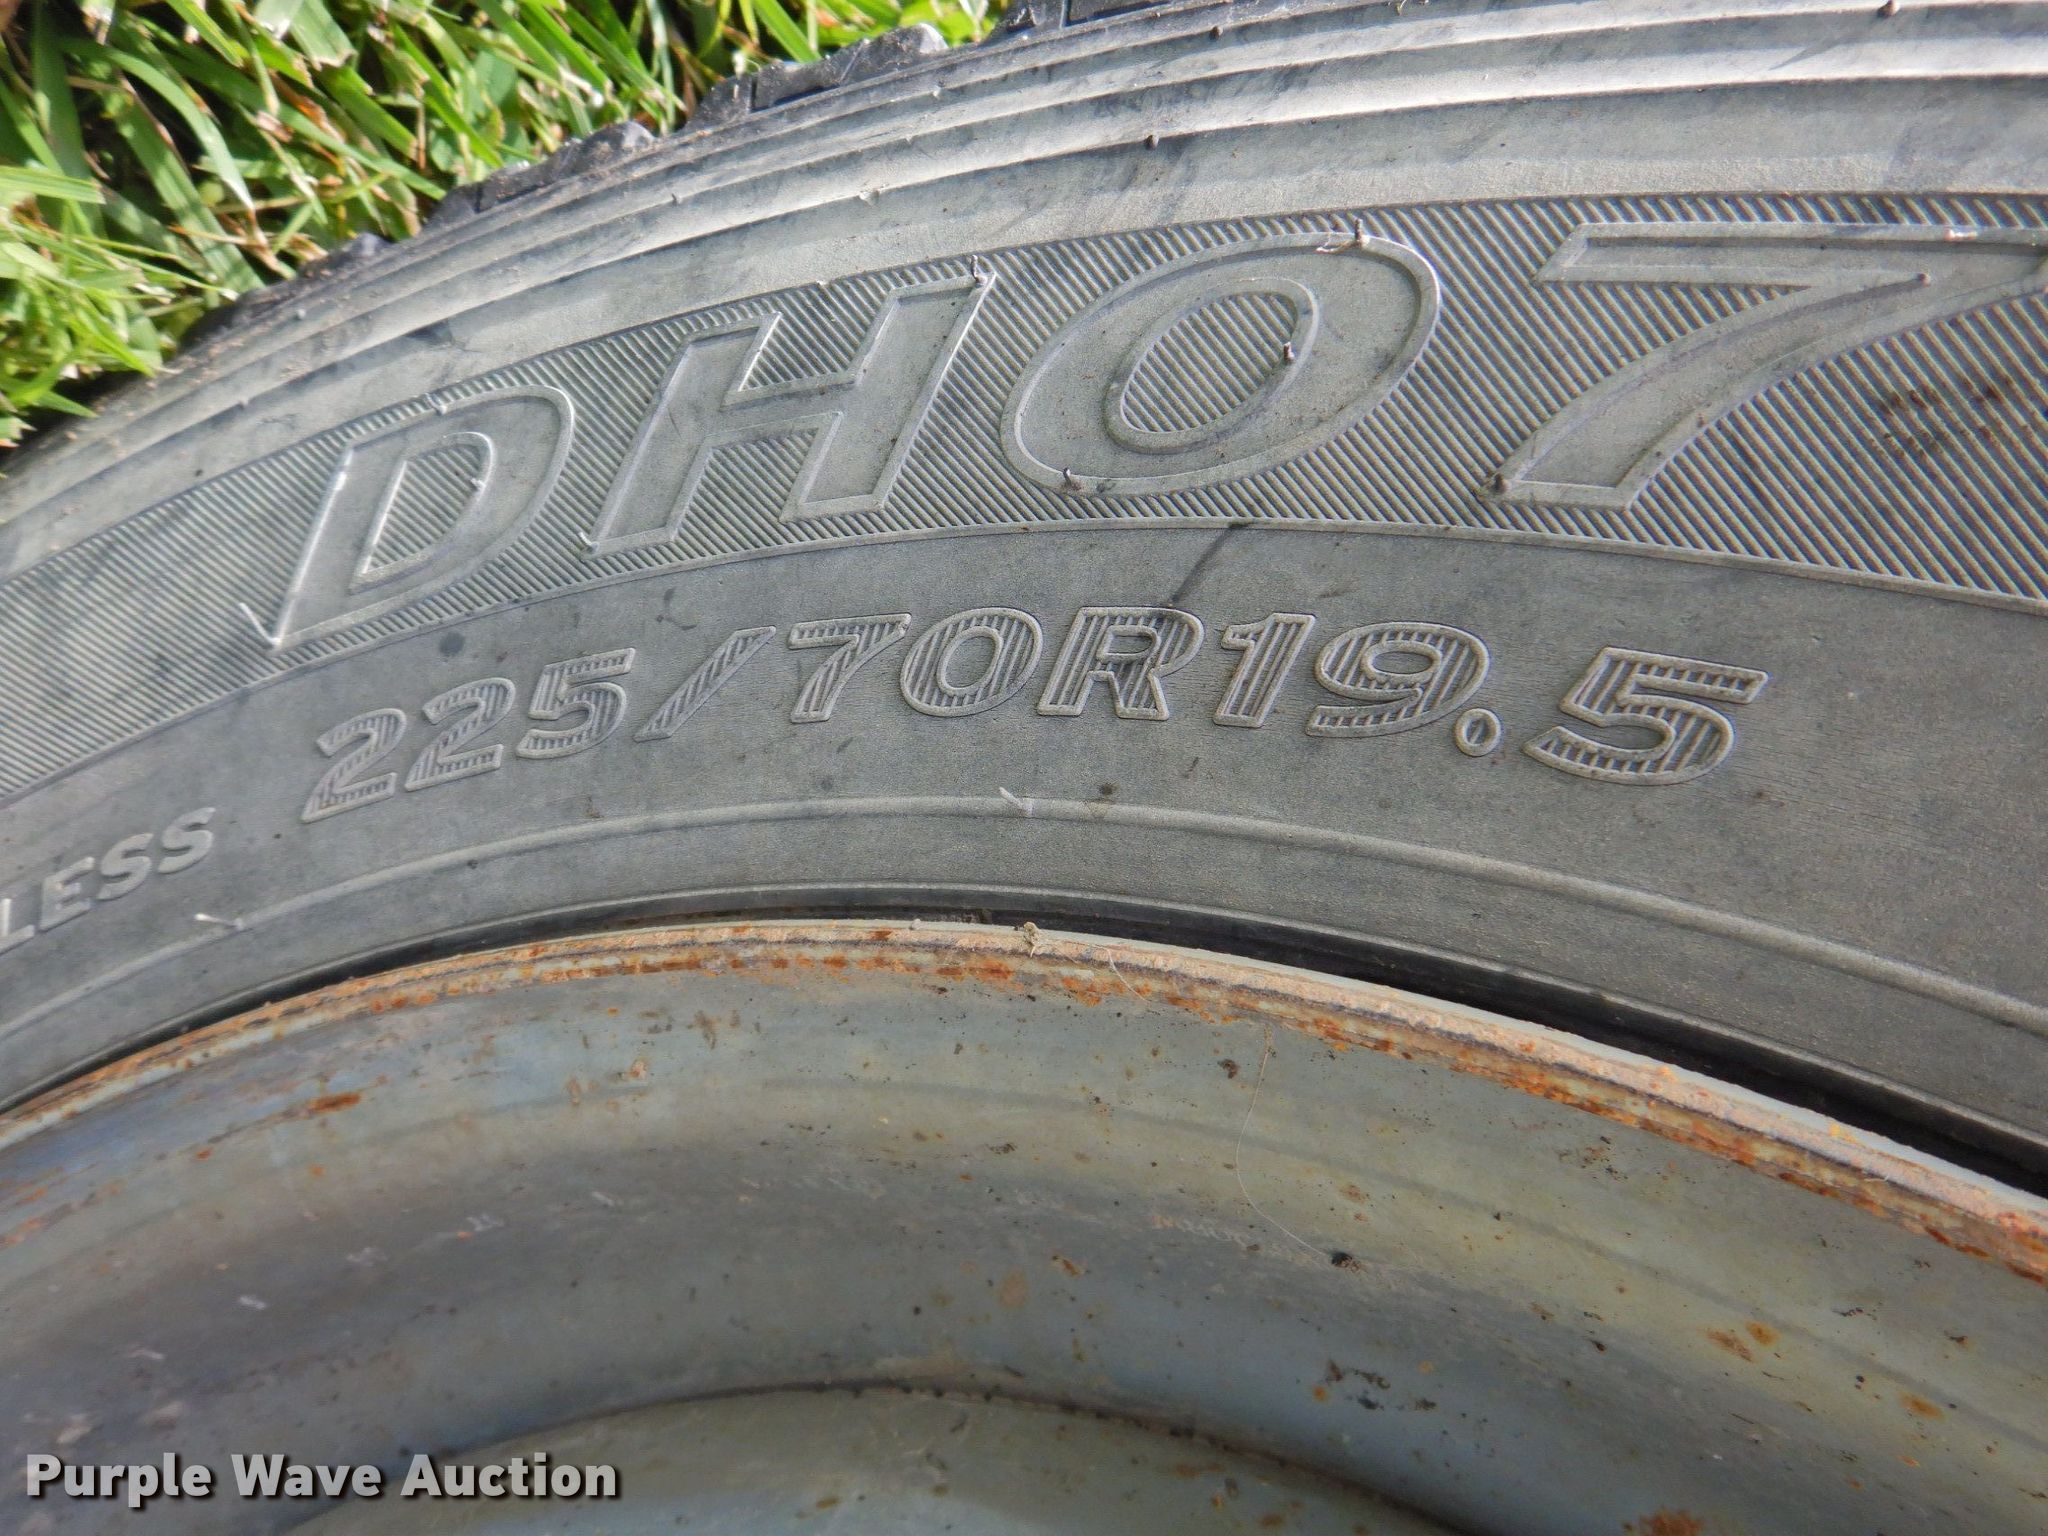 DH07
225/70R19.5
LESS
Purple Wave Auction